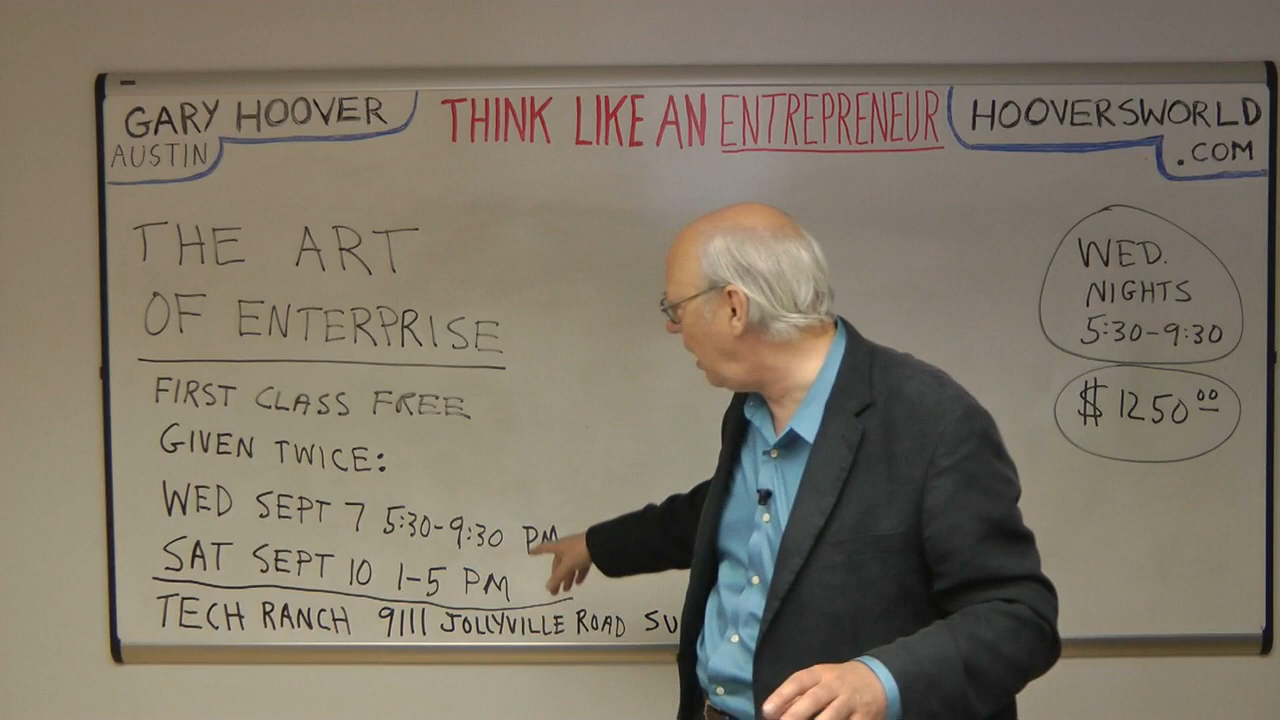 GARY HOOVER
AUSTIN
THINK LIKE AN ENTREPRENEUR
HOOVERSWORLD
.COM
THE ART
OF ENTERPRISE
FIRST CLASS FREE
GIVEN TWICE:
WED SEPT 7 5:30-9:30 PM
SAT SEPT 10 1-5 PM
TECH RANCH 9111 JOLLYVILLE ROAD SU
WED.
NIGHTS
5:30-9:30
$1250.00